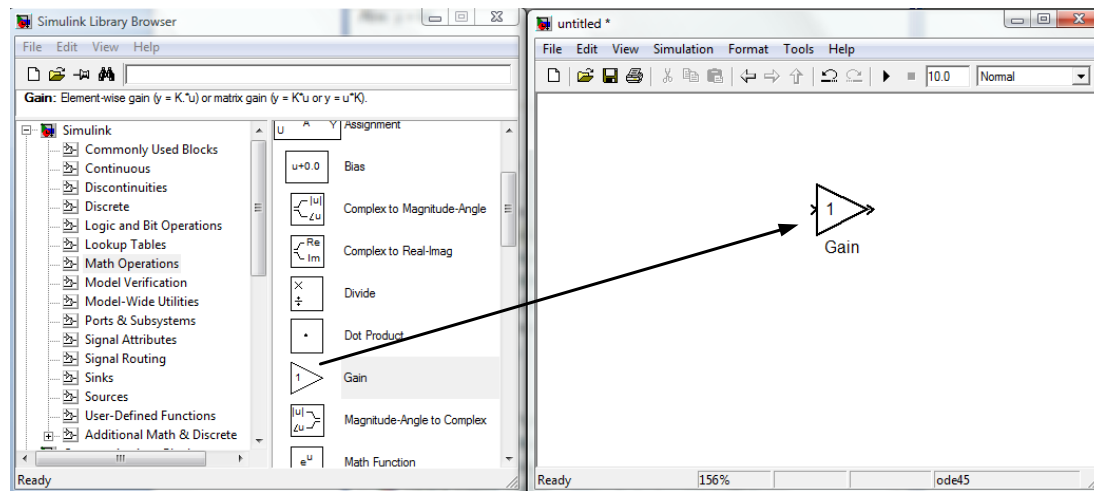 Simulink Library Browser
File Edit View Help
Gain: Element-wise gain (y = K.*u) or matrix gain (y = K*u or y = u*K).
Simulink
Commonly Used Blocks
Continuous
Discontinuities
Discrete
Logic and Bit Operations
Lookup Tables
Math Operations
Model Verification
Model-Wide Utilities
Ports & Subsystems
Signal Attributes
Signal Routing
Sinks
Sources
User-Defined Functions
Additional Math & Discrete
U A Y Assignment
u+0.0 Bias
|u| ∠u Complex to Magnitude-Angle
Re Im Complex to Real-Imag
× ÷ Divide
Dot Product
1 Gain
|u| ∠u Magnitude-Angle to Complex
e^u Math Function
Ready
untitled *
File Edit View Simulation Format Tools Help
10.0 Normal
1
Gain
Ready 156% ode45